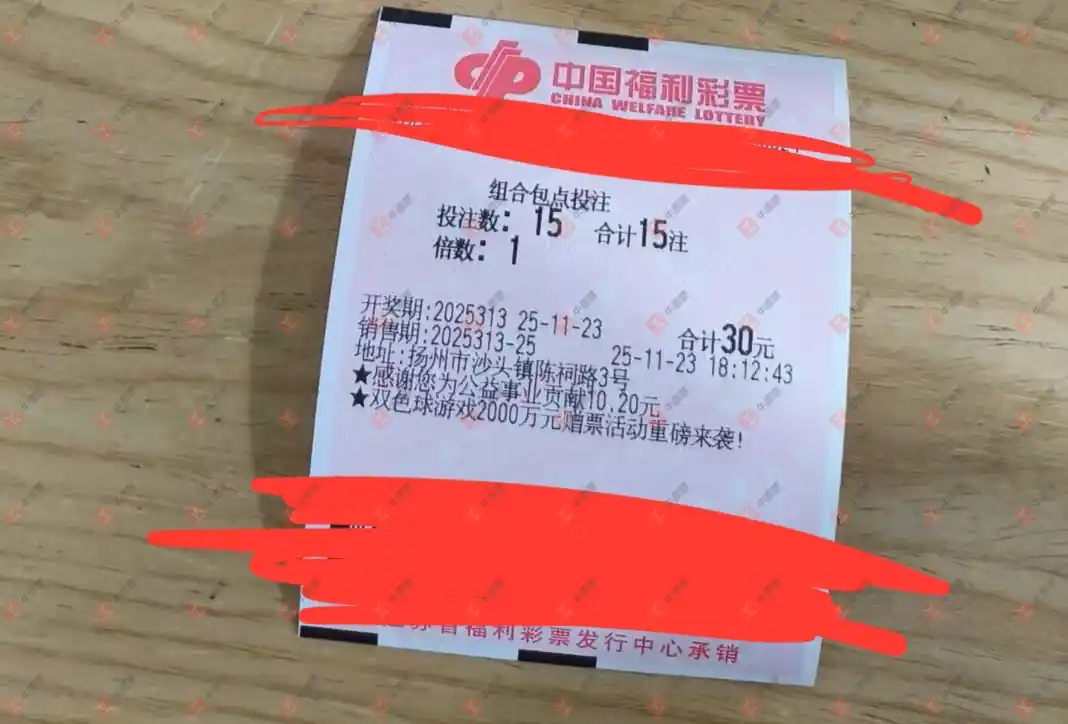 中国福利彩票
CHINA WELFARE LOTTERY
组合包点投注
投注数: 15 合计15注
倍数: 1
开奖期:2025313 25-11-23 合计30元
销售期:2025313-25 25-11-23 18:12:43
地址:扬州市沙头镇陈祠路3号
★感谢您为公益事业贡献10.20元
★双色球游戏2000万元赠票活动重磅来袭!
省福利彩票发行中心承销